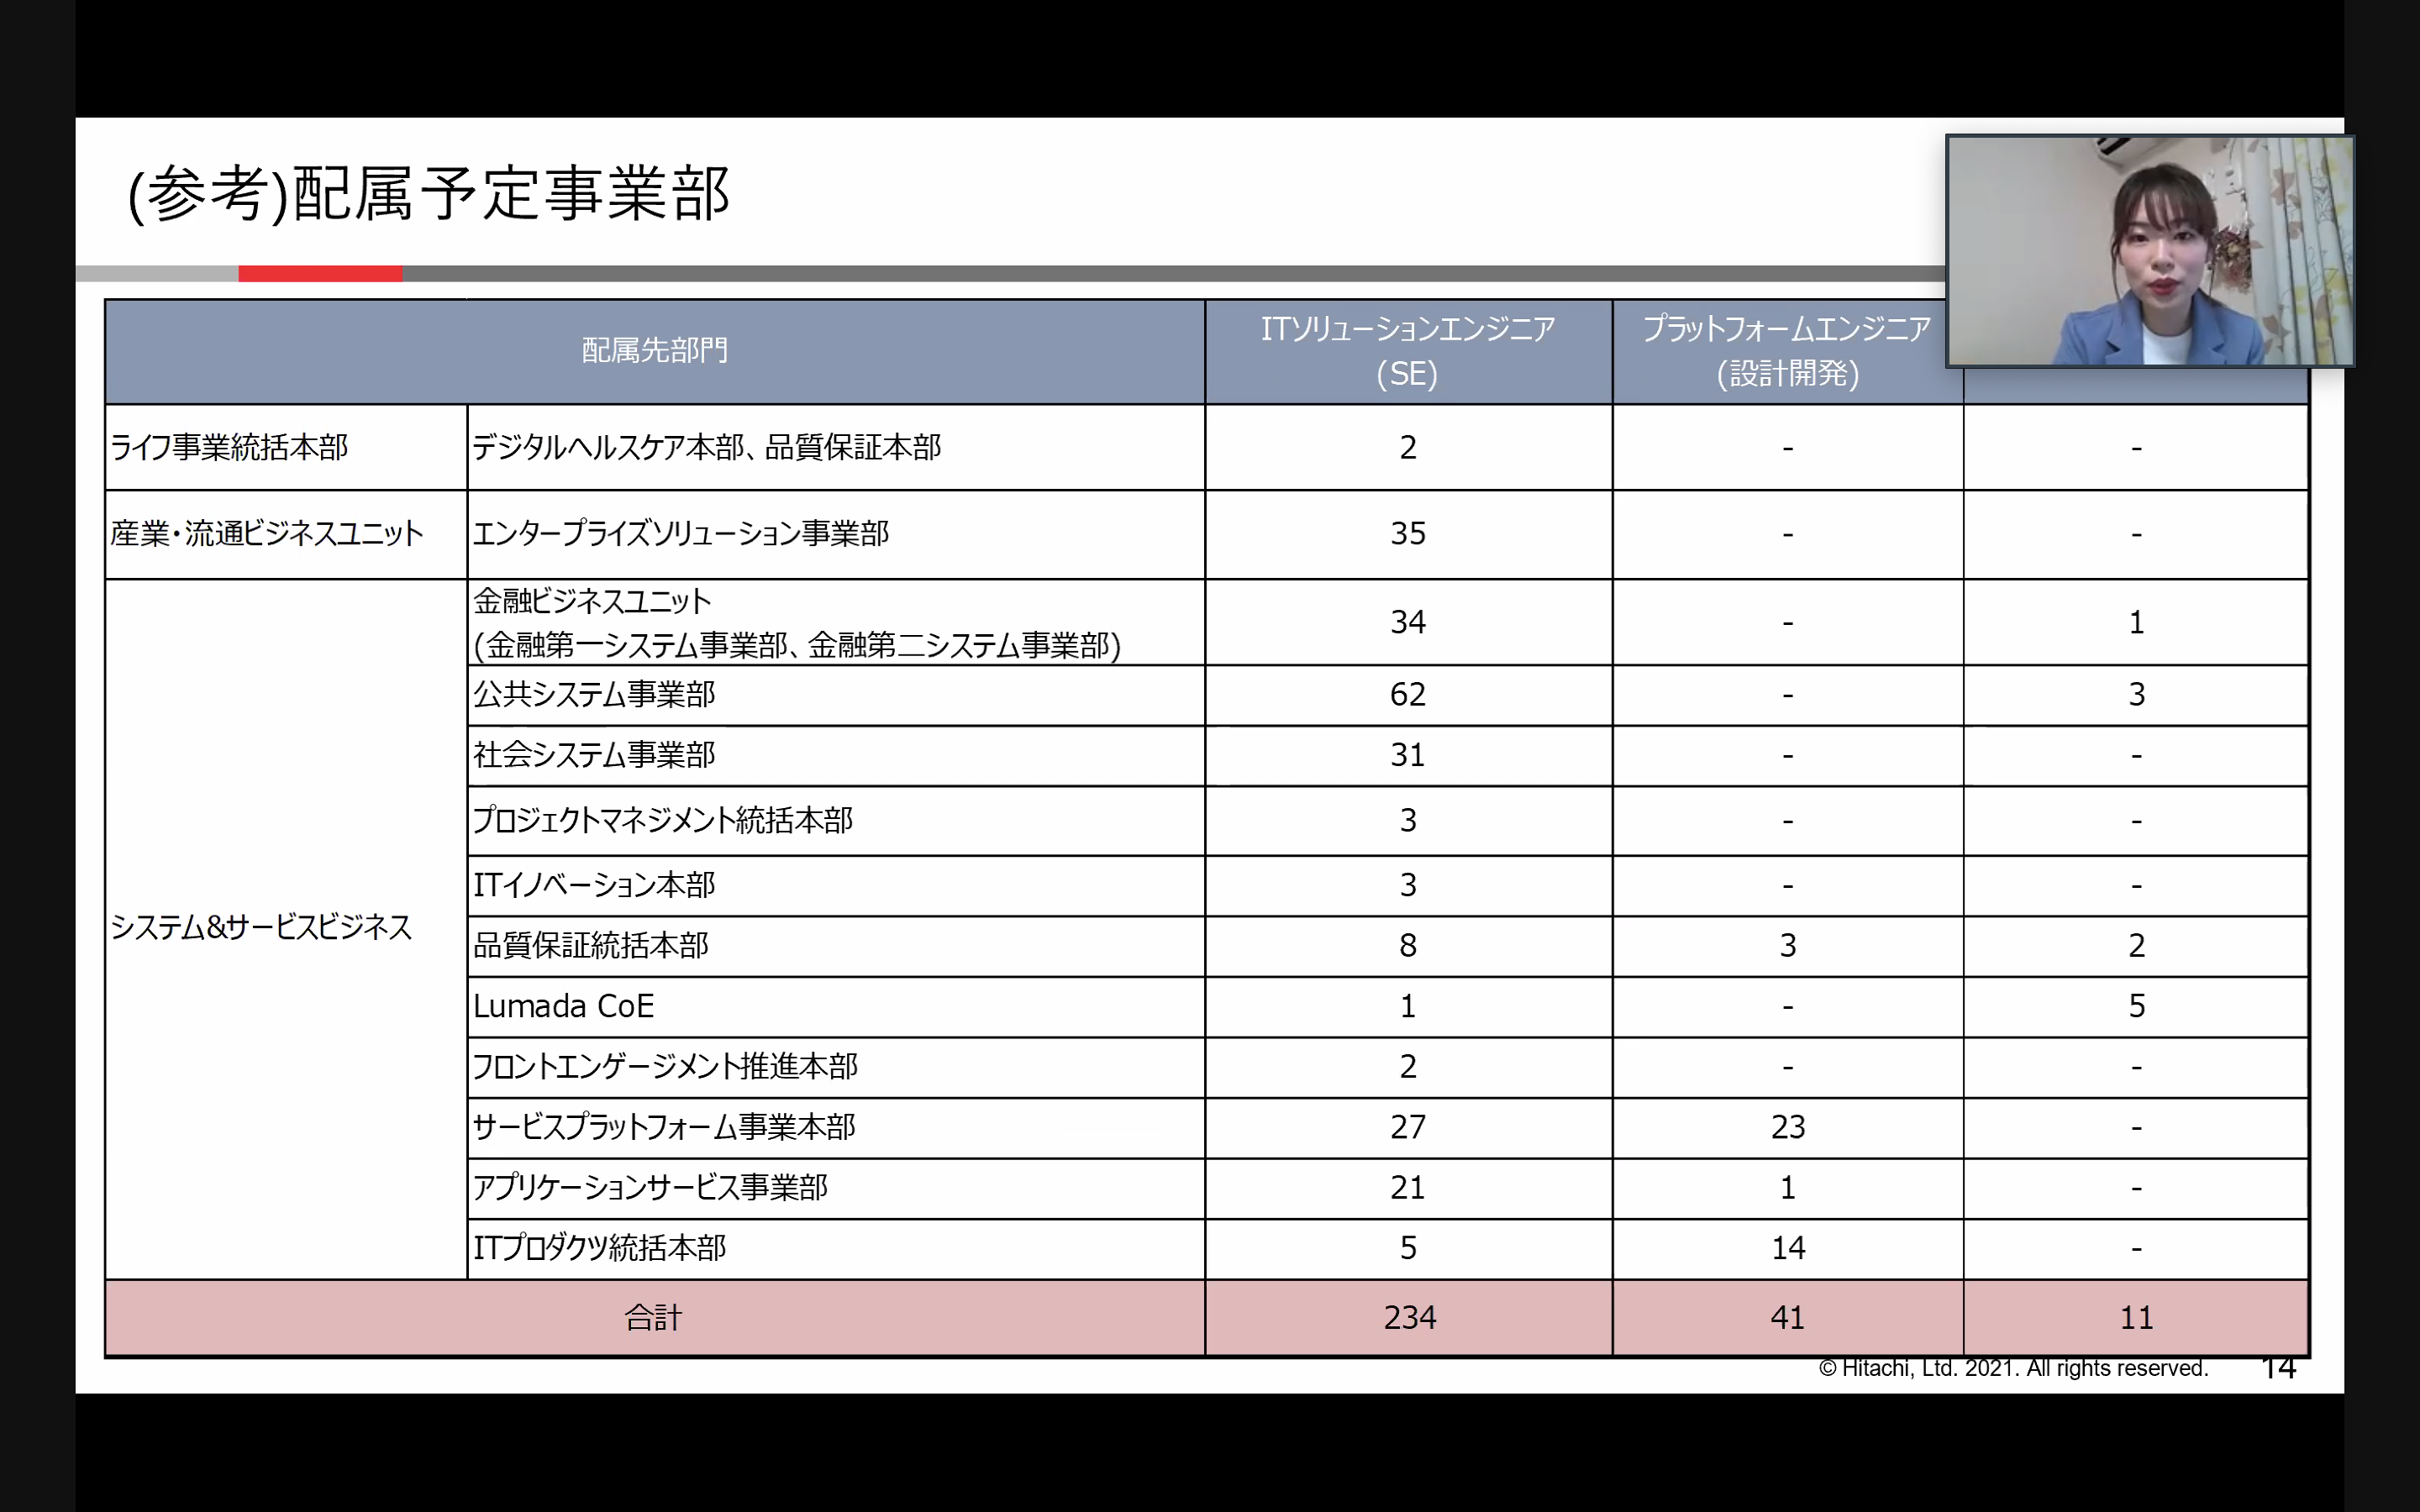 (参考)配属予定事業部
配属先部門 ITソリューションエンジニア プラットフォームエンジニア
(SE) (設計開発)
ライフ事業統括本部 デジタルヘルスケア本部、品質保証本部 2 - -
産業・流通ビジネスユニット エンタープライズソリューション事業部 35 - -
金融ビジネスユニット
(金融第一システム事業部、金融第二システム事業部) 34 - 1
公共システム事業部 62 - 3
社会システム事業部 31 - -
プロジェクトマネジメント統括本部 3 - -
ITイノベーション本部 3 - -
システム&サービスビジネス
品質保証統括本部 8 3 2
Lumada CoE 1 - 5
フロントエンゲージメント推進本部 2 - -
サービスプラットフォーム事業本部 27 23 -
アプリケーションサービス事業部 21 1 -
ITプロダクツ統括本部 5 14 -
合計 234 41 11
© Hitachi, Ltd. 2021. All rights reserved. 14